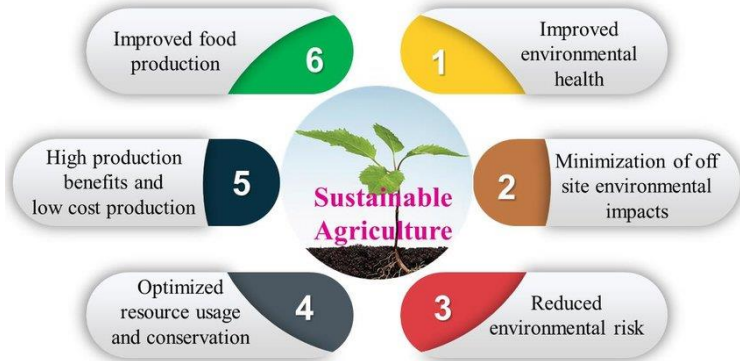 Improved food
production
6
1
Improved
environmental
health
High production
benefits and
low cost production
5
2
Minimization of off
site environmental
impacts
Sustainable
Agriculture
Optimized
resource usage
and conservation
4
3
Reduced
environmental risk